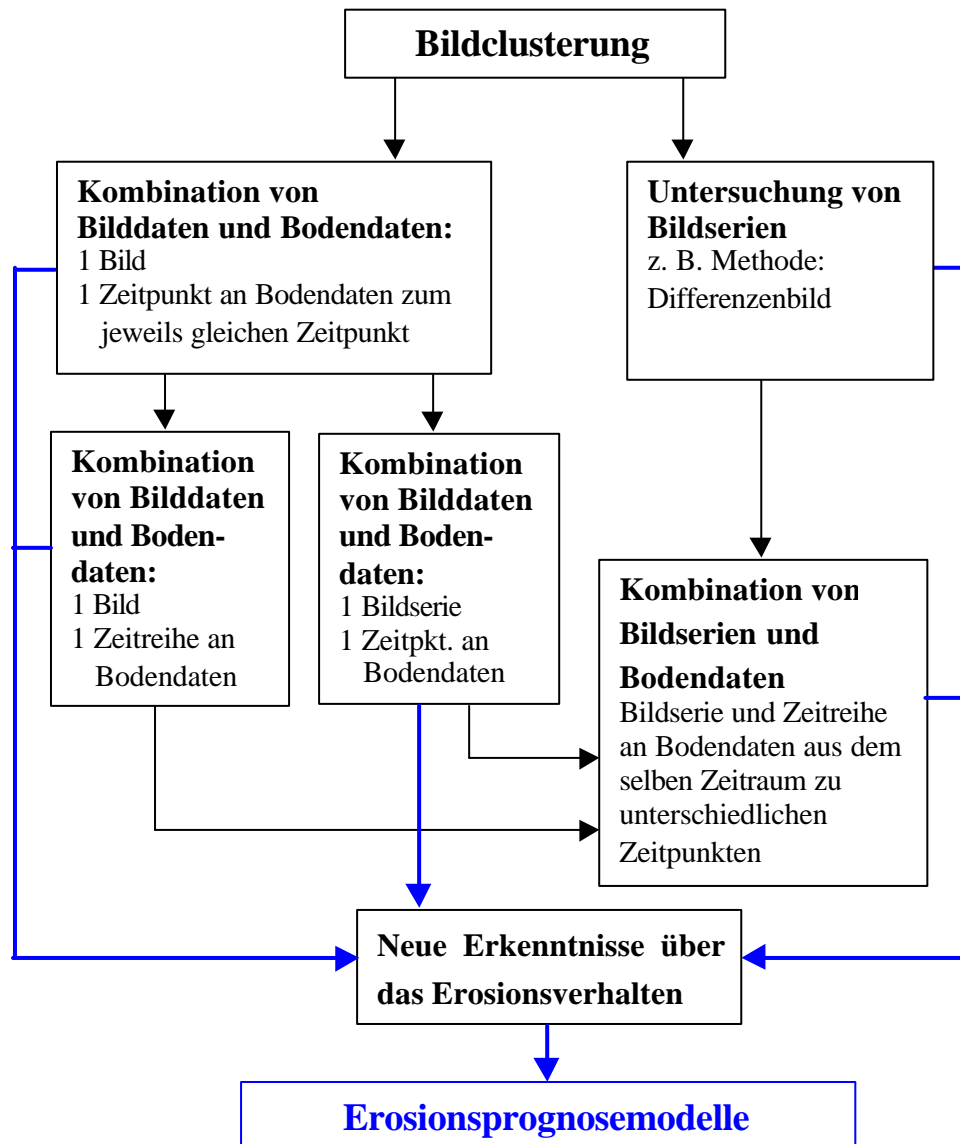 Bildclusterung
Kombination von
Bilddaten und Bodendaten:
1 Bild
1 Zeitpunkt an Bodendaten zum
jeweils gleichen Zeitpunkt
Untersuchung von
Bildserien
z. B. Methode:
Differenzenbild
Kombination
von Bilddaten
und Boden-
daten:
1 Bild
1 Zeitreihe an
Bodendaten
Kombination
von Bilddaten
und Boden-
daten:
1 Bildserie
1 Zeitpkt. an
Bodendaten
Kombination von
Bildserien und
Bodendaten
Bildserie und Zeitreihe
an Bodendaten aus dem
selben Zeitraum zu
unterschiedlichen
Zeitpunkten
Neue Erkenntnisse über
das Erosionsverhalten
Erosionsprognosemodelle